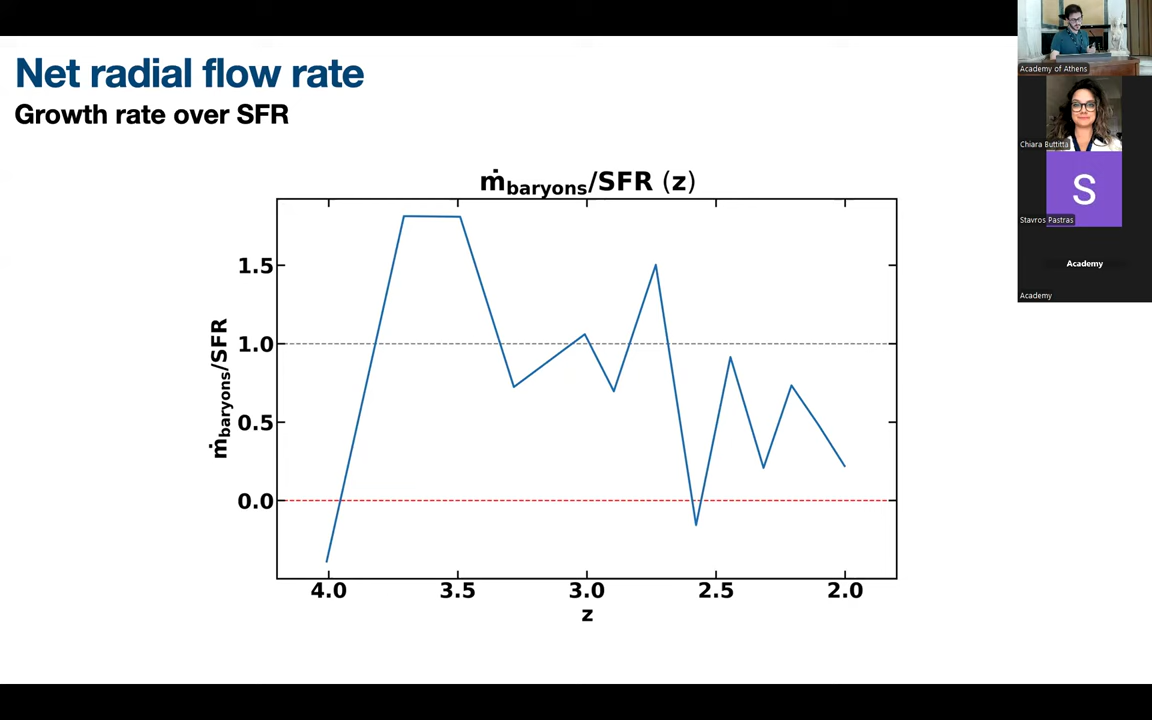 Net radial flow rate
Growth rate over SFR
ṁbaryons/SFR (z)
1.5
1.0
0.5
0.0
ṁbaryons/SFR
4.0 3.5 3.0 2.5 2.0
z
Academy of Athens
Chiara Buttitta
S
Stavros Pastras
Academy
Academy